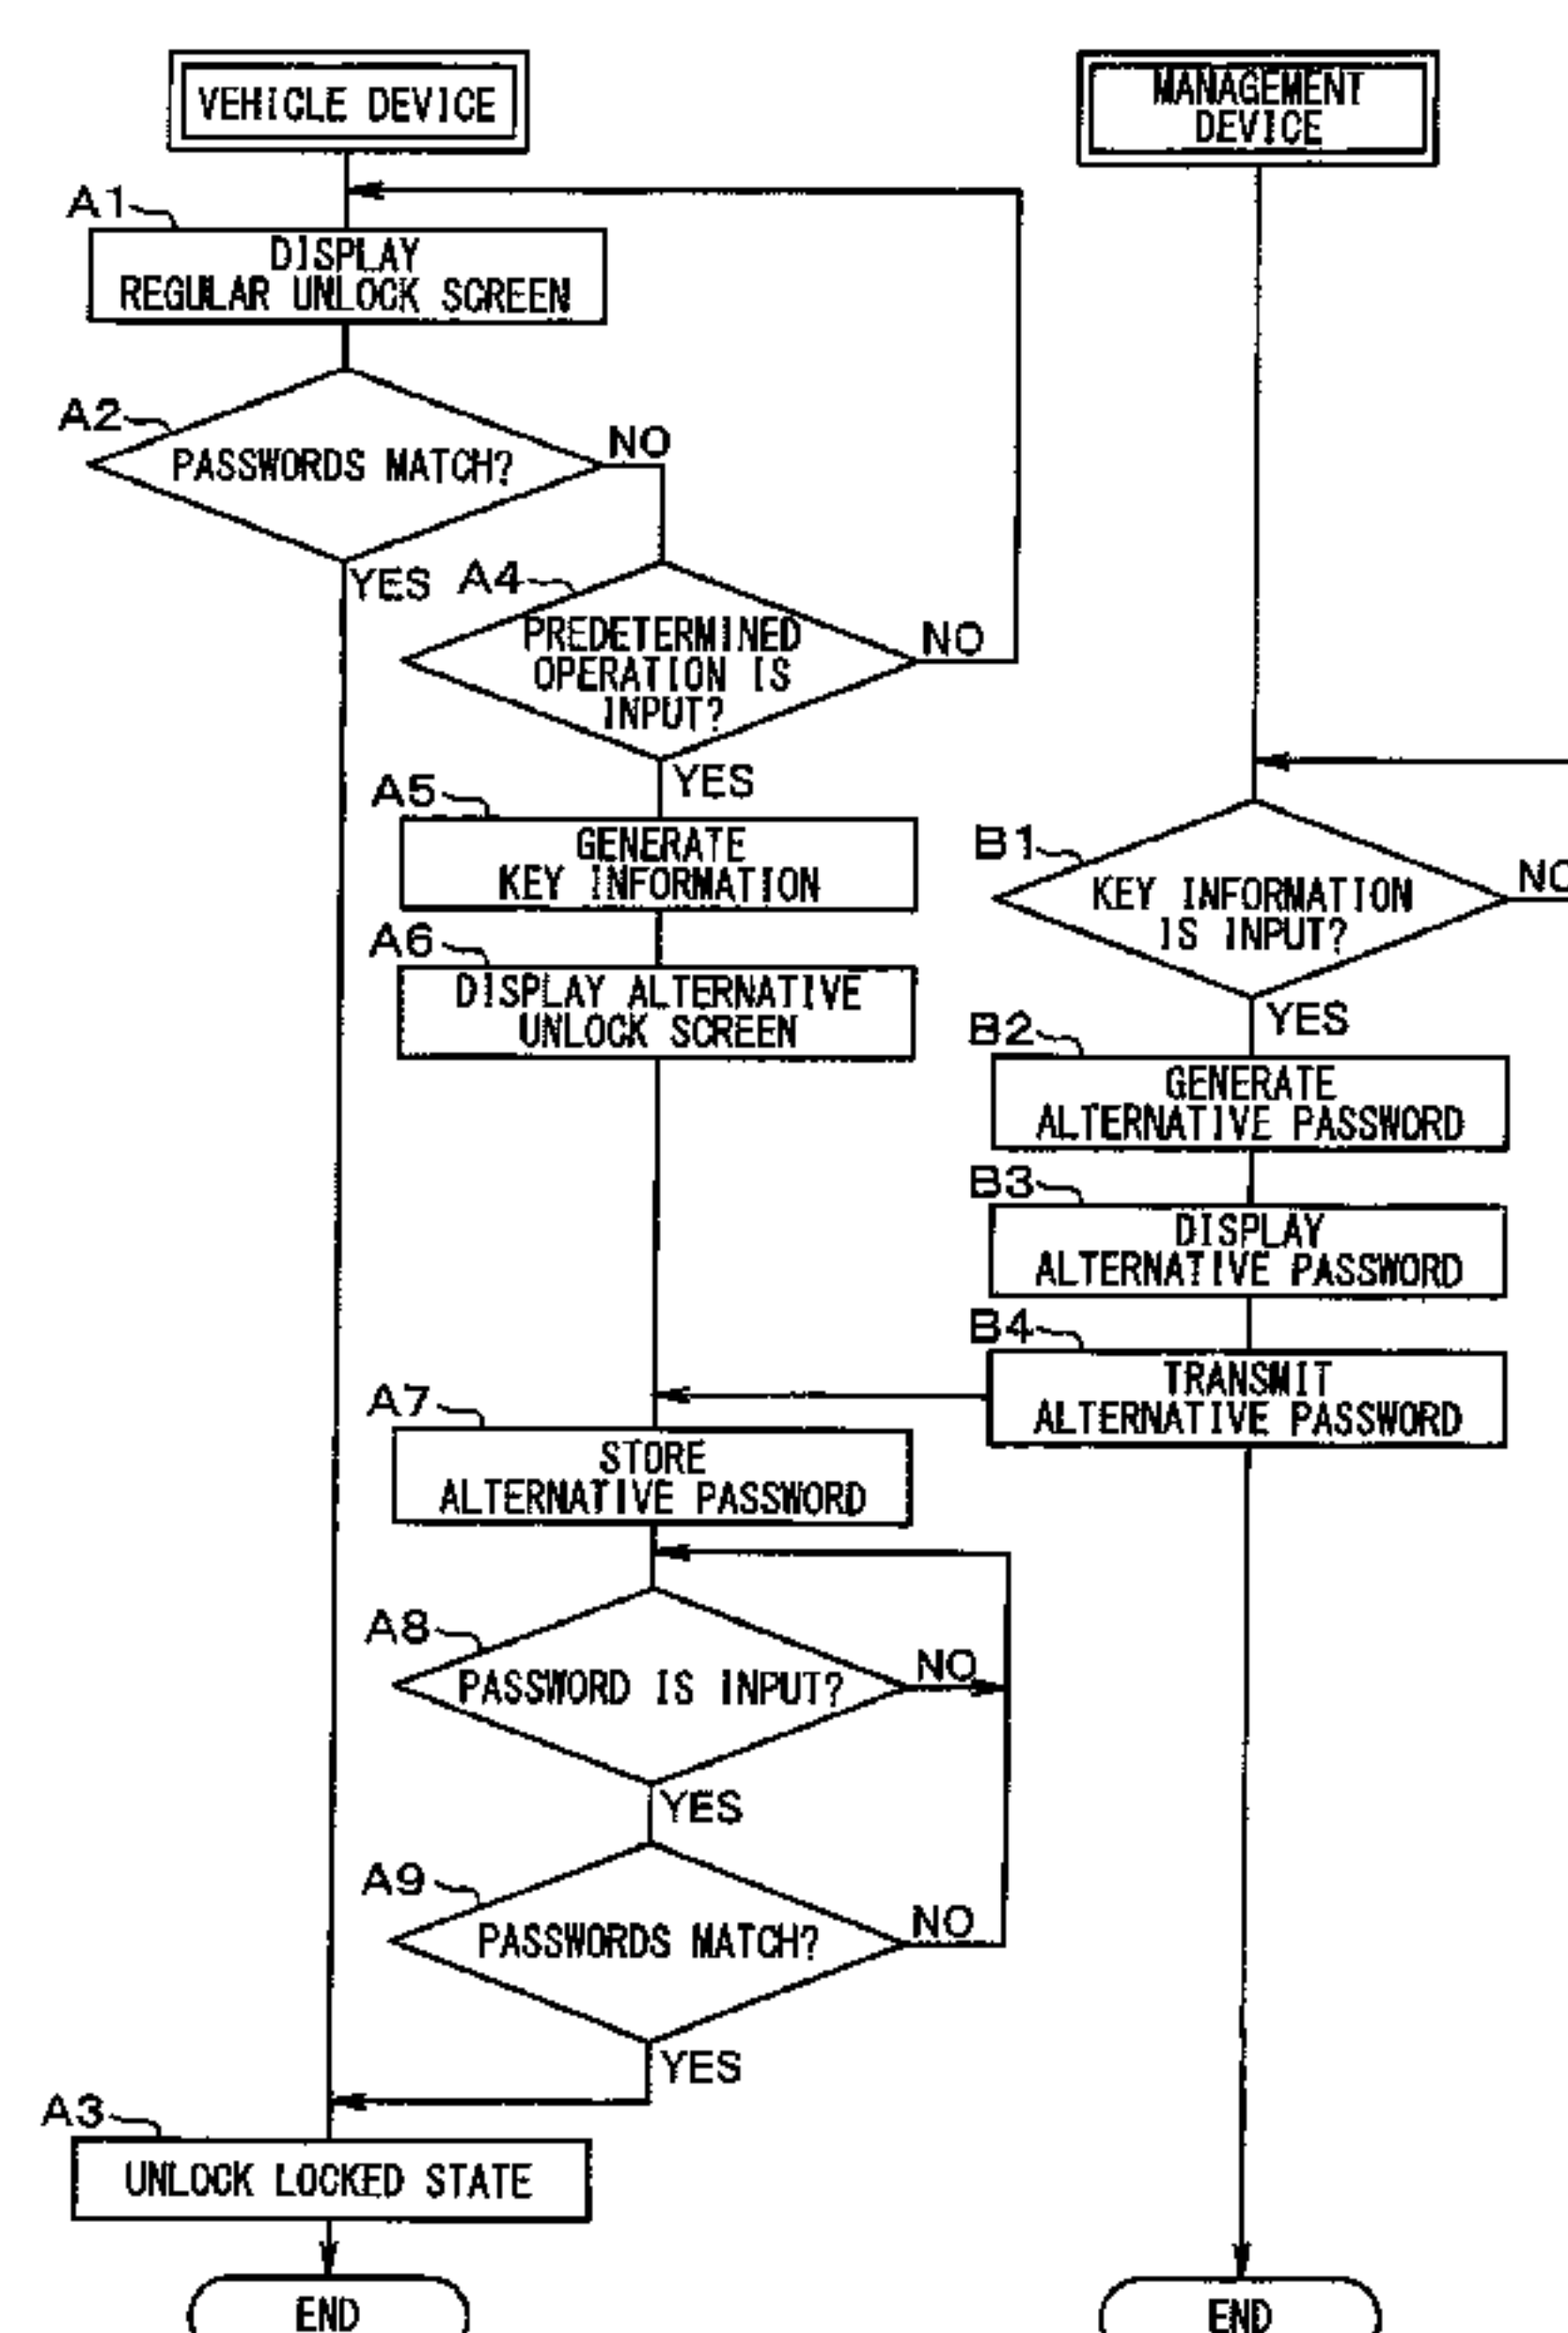 VEHICLE DEVICE
A1
DISPLAY
REGULAR UNLOCK SCREEN
A2
PASSWORDS MATCH?
NO
YES
A4
PREDETERMINED
OPERATION IS
INPUT?
NO
YES
A5
GENERATE
KEY INFORMATION
A6
DISPLAY ALTERNATIVE
UNLOCK SCREEN
A7
STORE
ALTERNATIVE PASSWORD
A8
PASSWORD IS INPUT?
NO
YES
A9
PASSWORDS MATCH?
NO
YES
A3
UNLOCK LOCKED STATE
END
MANAGEMENT
DEVICE
B1
KEY INFORMATION
IS INPUT?
NO
YES
B2
GENERATE
ALTERNATIVE PASSWORD
B3
DISPLAY
ALTERNATIVE PASSWORD
B4
TRANSMIT
ALTERNATIVE PASSWORD
END